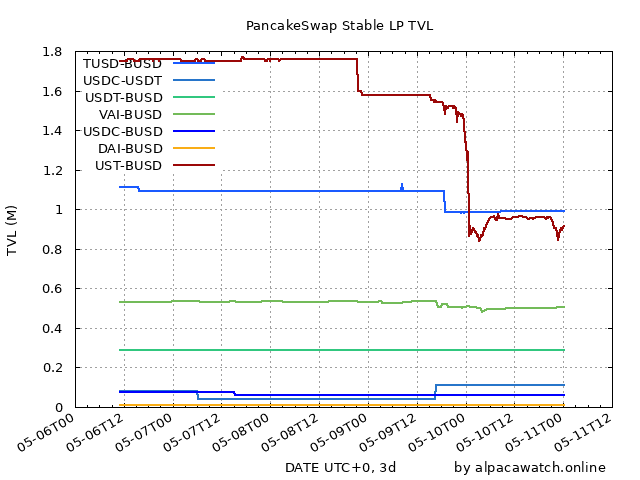 PancakeSwap Stable LP TVL
1.8
1.6
1.4
1.2
1
0.8
0.6
0.4
0.2
0
TVL (M)
TUSD-BUSD
USDC-USDT
USDT-BUSD
VAI-BUSD
USDC-BUSD
DAI-BUSD
UST-BUSD
05-06T00
05-06T12
05-07T00
05-07T12
05-08T00
05-08T12
05-09T00
05-09T12
05-10T00
05-10T12
05-11T00
05-11T12
DATE UTC+0, 3d
by alpacawatch.online